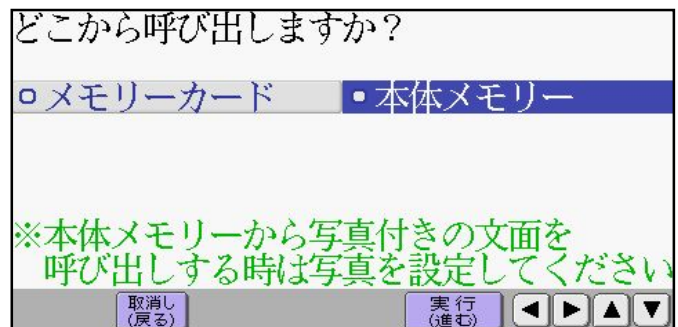 どこから呼び出しますか？
メモリーカード 本体メモリー
※本体メモリーから写真付きの文面を
呼び出しする時は写真を設定してください
取消し 実行
(戻る) (進む) ◀ ▶ ▲ ▼